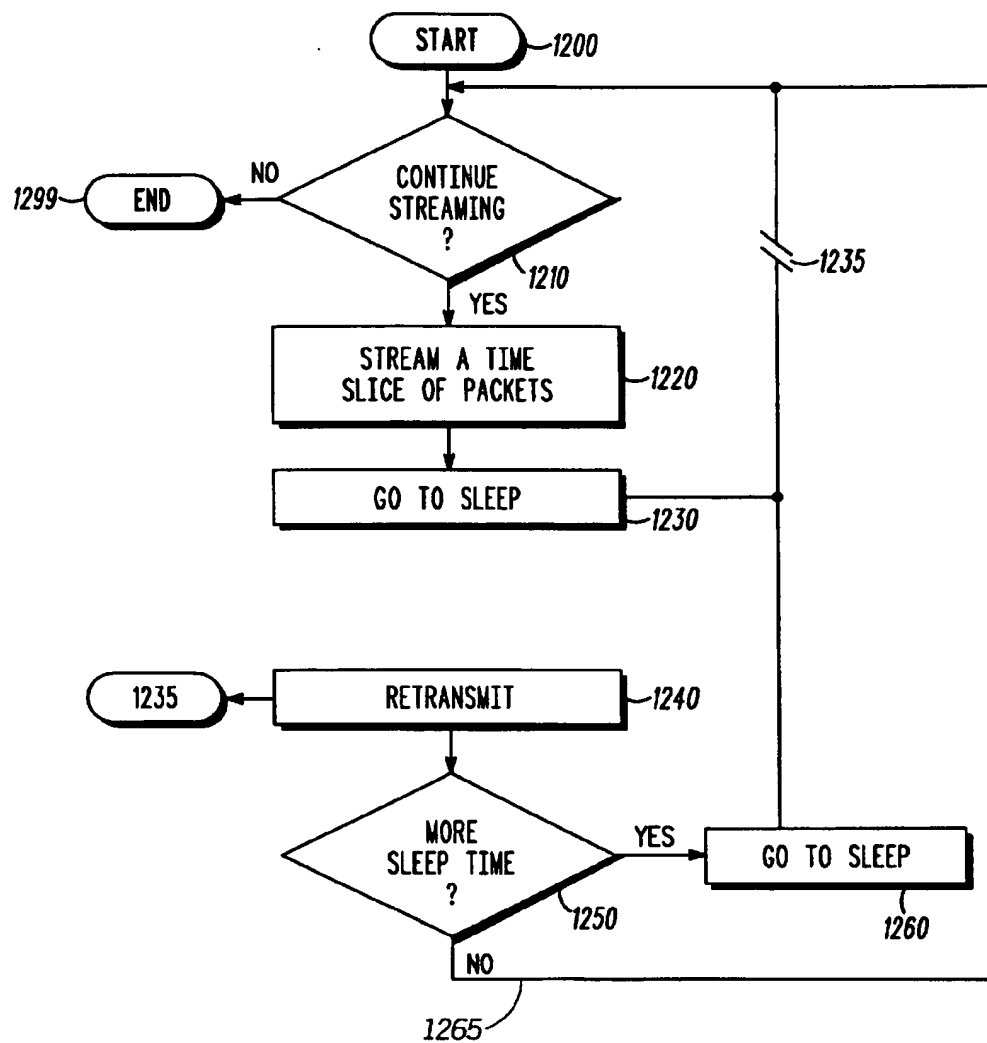 START
1200
CONTINUE
STREAMING
?
NO
1299
END
1210
1235
YES
STREAM A TIME
SLICE OF PACKETS
1220
GO TO SLEEP
1230
1235
RETRANSMIT
1240
MORE
SLEEP TIME
?
YES
GO TO SLEEP
1250
1260
NO
1265